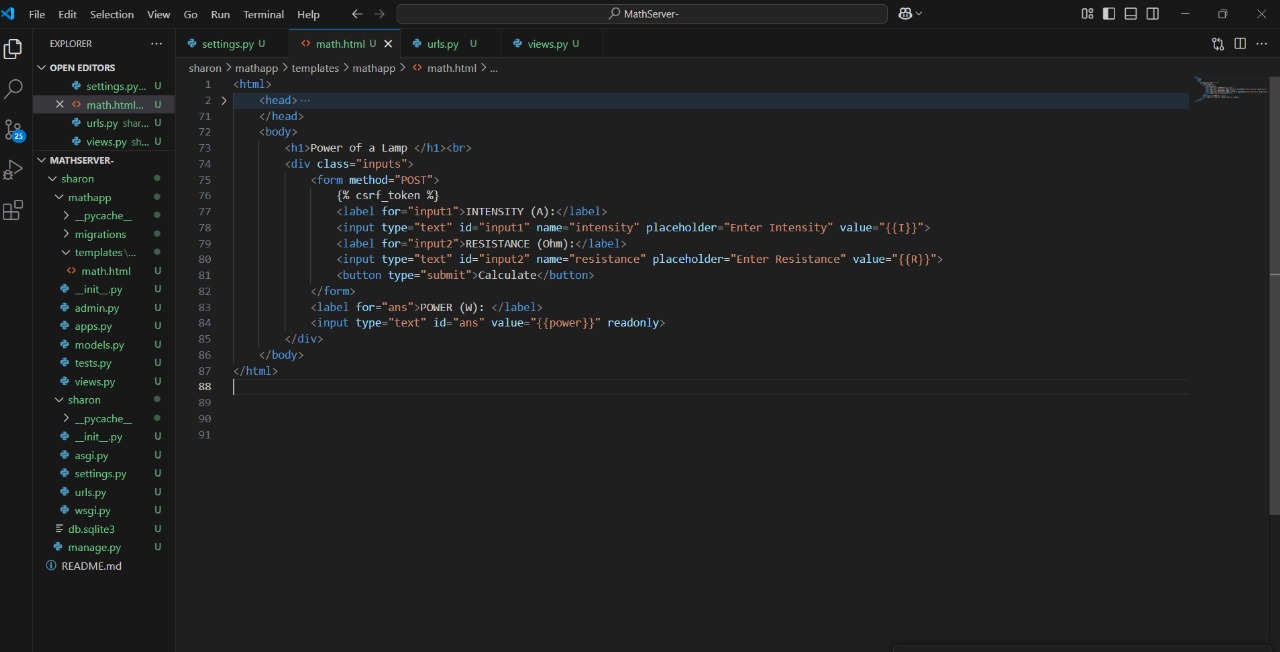 File Edit Selection View Go Run Terminal Help MathServer-
EXPLORER
OPEN EDITORS
settings.py... U
math.html... U
urls.py shar... U
views.py sh... U
MATHSERVER-
sharon
mathapp
__pycache__
migrations
templates\...
math.html U
__init__.py U
admin.py U
apps.py U
models.py U
tests.py U
views.py U
sharon
__pycache__
__init__.py U
asgi.py U
settings.py U
urls.py U
wsgi.py U
db.sqlite3 U
manage.py U
README.md
25
settings.py U math.html U urls.py U views.py U
sharon > mathapp > templates > mathapp > <> math.html > ...
1 <html>
2 <head> ...
71 </head>
72 <body>
73 <h1>Power of a Lamp </h1><br>
74 <div class="inputs">
75 <form method="POST">
76 {% csrf_token %}
77 <label for="input1">INTENSITY (A):</label>
78 <input type="text" id="input1" name="intensity" placeholder="Enter Intensity" value="{{I}}">
79 <label for="input2">RESISTANCE (Ohm):</label>
80 <input type="text" id="input2" name="resistance" placeholder="Enter Resistance" value="{{R}}">
81 <button type="submit">Calculate</button>
82 </form>
83 <label for="ans">POWER (W): </label>
84 <input type="text" id="ans" value="{{power}}" readonly>
85 </div>
86 </body>
87 </html>
88
89
90
91